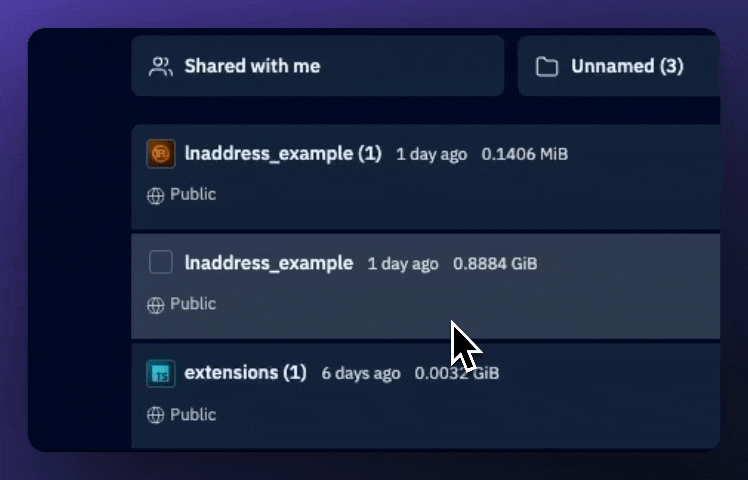 Shared with me
Unnamed (3)
lnaddress_example (1) 1 day ago 0.1406 MiB
Public
lnaddress_example 1 day ago 0.8884 GiB
Public
TS
extensions (1) 6 days ago 0.0032 GiB
Public